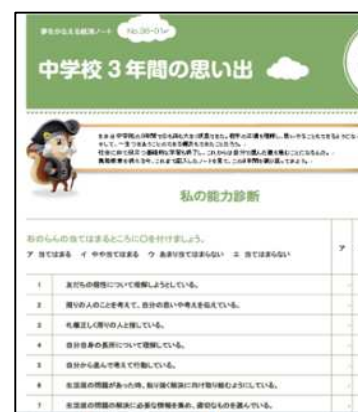 夢をかなえる航海ノート
No.36-01
中学校3年間の思い出
私の能力診断
次のらんの当てはまるところに○を付けましょう。
ア 当てはまる イ やや当てはまる ウ あまり当てはまらない エ 当てはまらない
ア
1 友だちの個性について理解しようとしている。
2 周りの人のことを考えて、自分の思いや考えを伝えている。
3 礼儀正しく周りの人と接している。
4 自分自身の長所について理解している。
5 自分から進んで考えて行動している。
6 生活面の問題があった時、粘り強く解決に向け取り組むようにしている。
7 生活面の問題の解決に必要な情報を集め、適切なものを選んでいる。